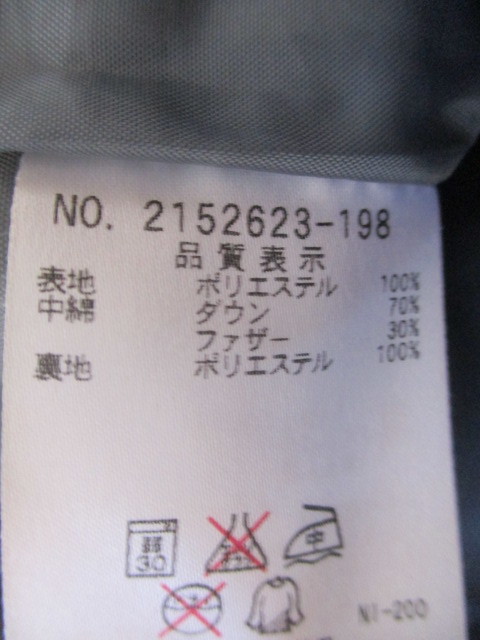 NO. 2152623-198
品質表示
表地 ポリエステル 100%
中綿 ダウン 70%
ファザー 30%
裏地 ポリエステル 100%
弱 30 中
NI-200